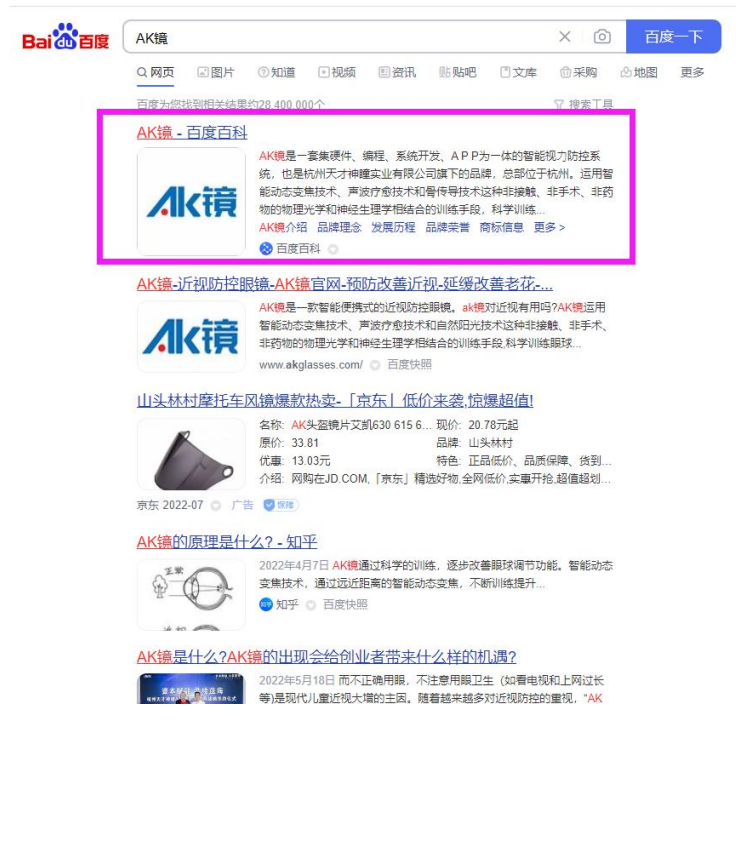 Bai du 百度
AK镜
百度一下
网页 图片 知道 视频 资讯 贴吧 文库 采购 地图 更多
百度为您找到相关结果约28,400,000个 搜索工具
AK镜 - 百度百科
AK镜
AK镜是一套集硬件、编程、系统开发、APP为一体的智能视力防控系
统，也是杭州天才神瞳实业有限公司旗下的品牌，总部位于杭州。运用智
能动态变焦技术、声波疗愈技术和骨传导技术这种非接触、非手术、非药
物的物理光学和神经生理学相结合的训练手段，科学训练...
AK镜介绍 品牌理念 发展历程 品牌荣誉 商标信息 更多 >
百度百科
AK镜-近视防控眼镜-AK镜官网-预防改善近视-延缓改善老花-...
AK镜
AK镜是一款智能便携式的近视防控眼镜。ak镜对近视有用吗?AK镜运用
智能动态变焦技术、声波疗愈技术和自然阳光技术这种非接触、非手术、
非药物的物理光学和神经生理学相结合的训练手段,科学训练眼球...
www.akglasses.com/ 百度快照
山头林村摩托车风镜爆款热卖-「京东」低价来袭,惊爆超值!
名称: AK头盔镜片艾凯630 615 6... 现价: 20.78元起
原价: 33.81 品牌: 山头林村
优惠: 13.03元 特色: 正品低价、品质保障、货到...
介绍: 网购在JD.COM,「京东」精选好物,全网低价,实惠开抢,超值超划...
京东 2022-07 广告 保障
AK镜的原理是什么? - 知乎
正常
2022年4月7日 AK镜通过科学的训练，逐步改善眼球调节功能。智能动态
变焦技术，通过远近距离的智能动态变焦，不断训练提升...
知乎 知乎 百度快照
AK镜是什么?AK镜的出现会给创业者带来什么样的机遇?
2022年5月18日 而不正确用眼，不注意用眼卫生（如看电视和上网过长
等)是现代儿童近视大增的主因。随着越来越多对近视防控的重视，“AK